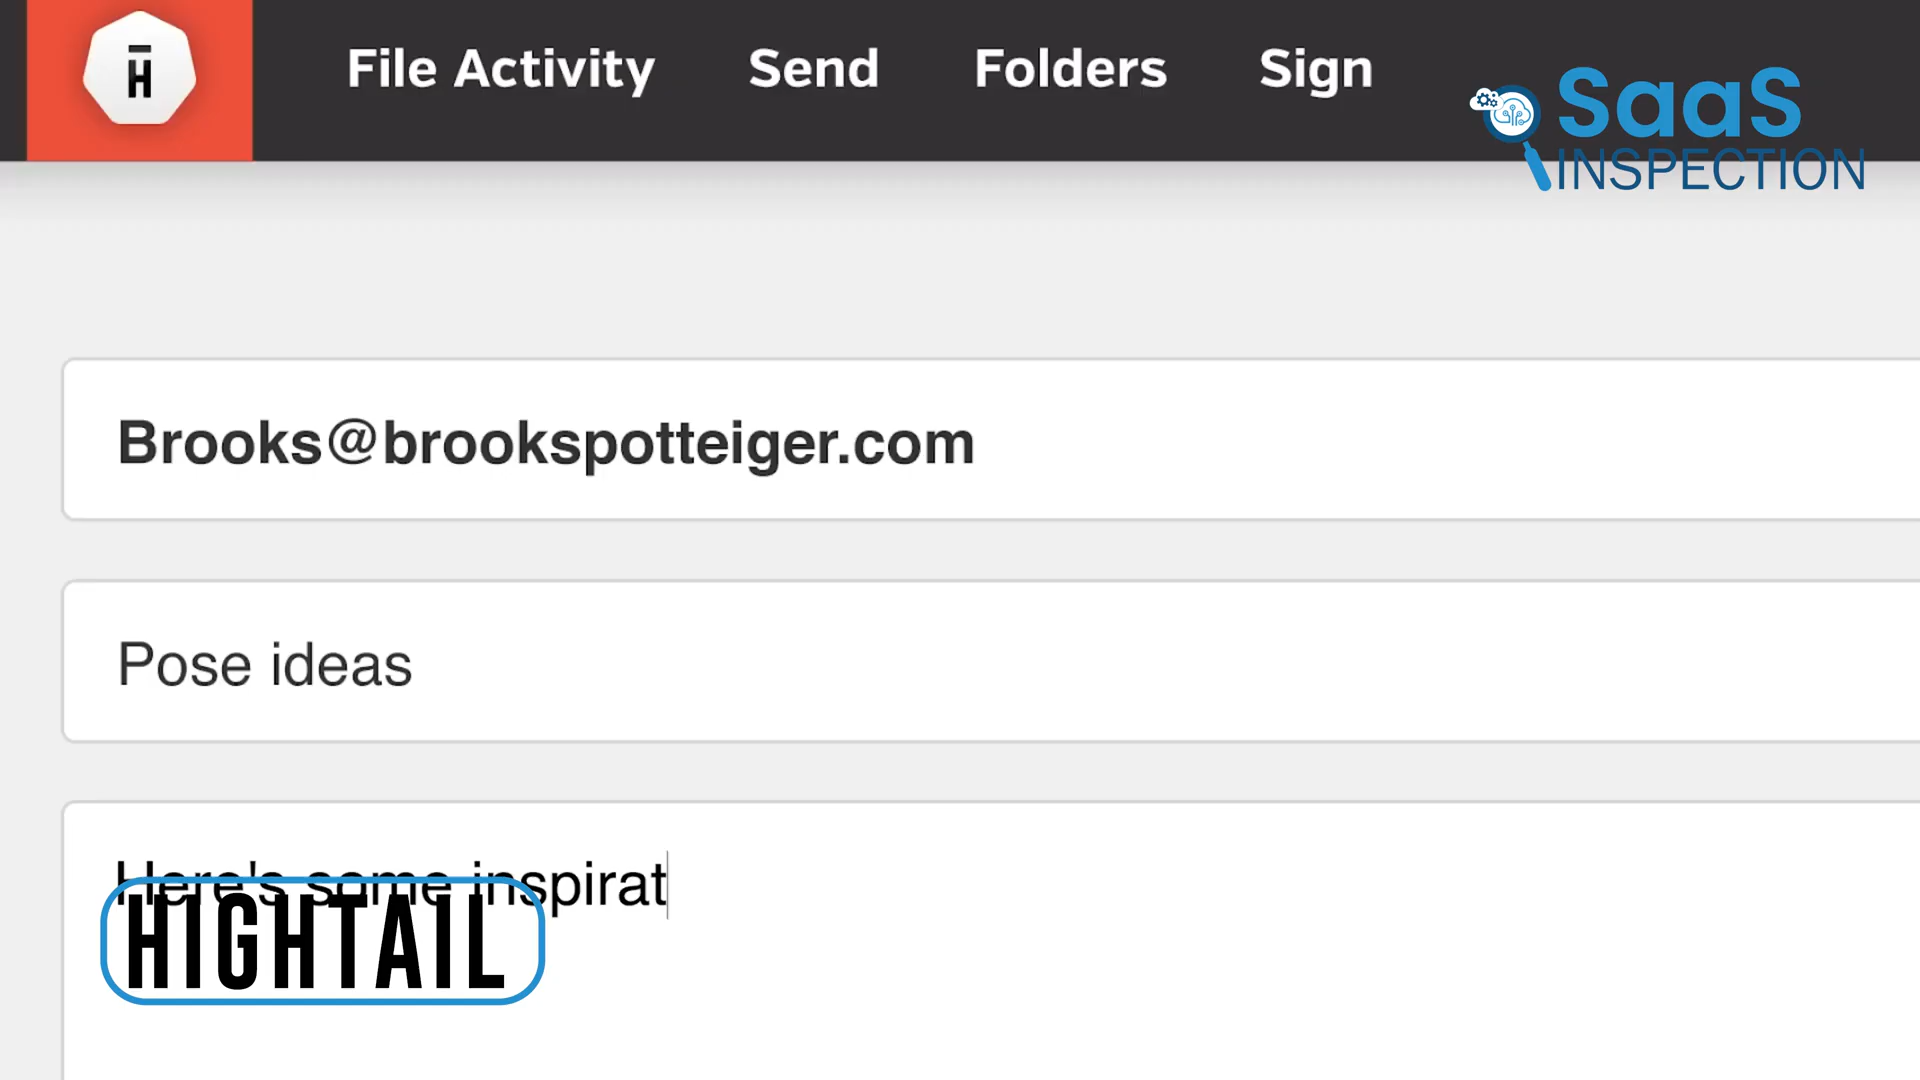 H
File Activity Send Folders Sign
SaaS
INSPECTION
Brooks@brookspotteiger.com
Pose ideas
Here's some inspirat
HIGHTAIL